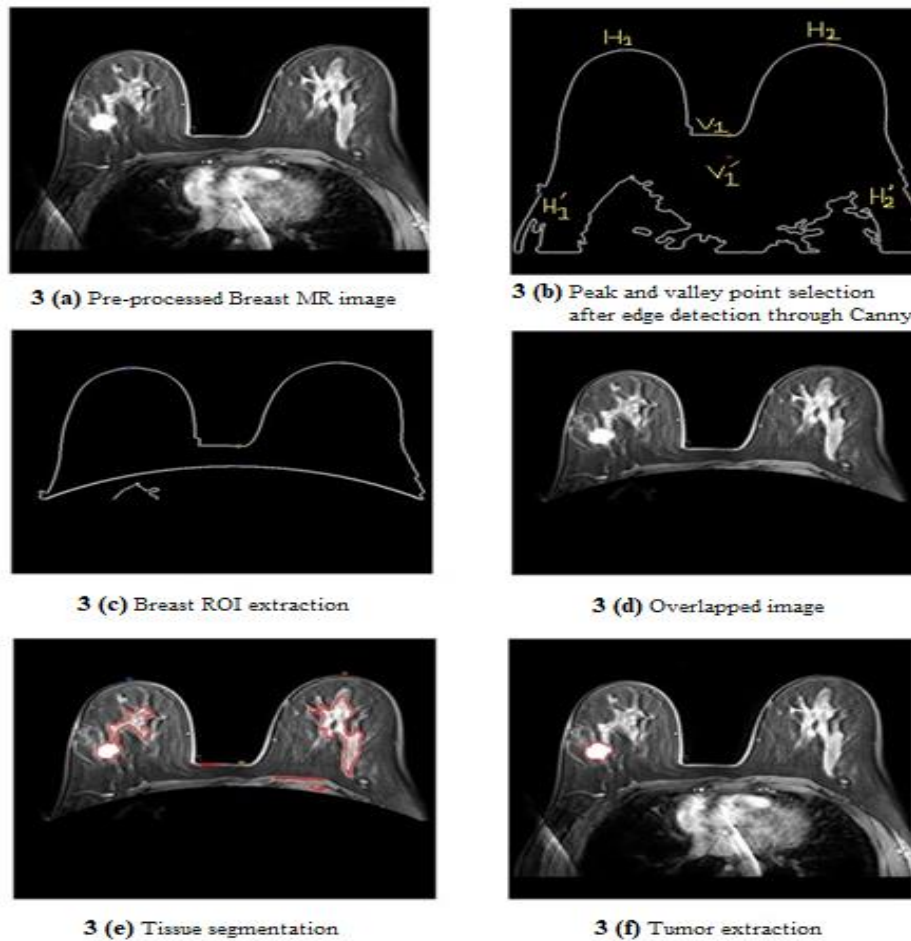 H₁ H₂
V₁
V₁′
H₁′ H₂′
3 (a) Pre-processed Breast MR image
3 (b) Peak and valley point selection
after edge detection through Canny
3 (c) Breast ROI extraction
3 (d) Overlapped image
3 (e) Tissue segmentation
3 (f) Tumor extraction